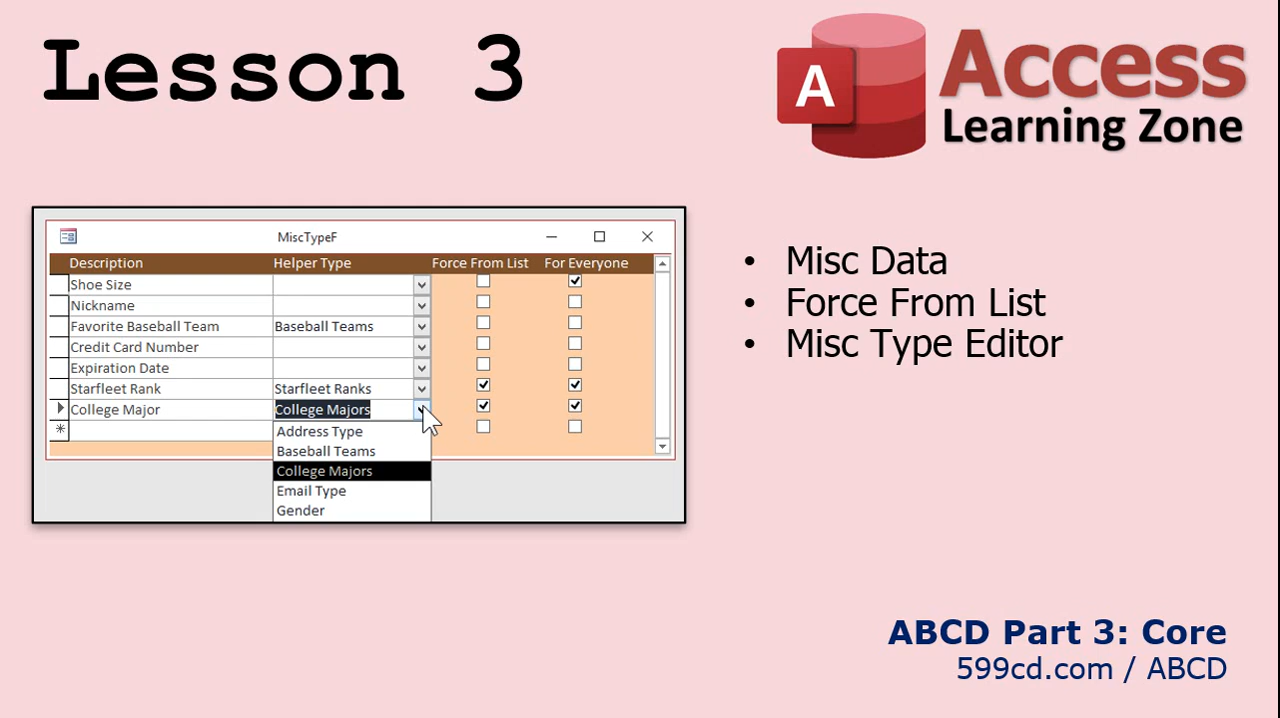 Lesson 3
A
Access
Learning Zone
MiscTypeF
Description Helper Type Force From List For Everyone
Shoe Size
Nickname
Favorite Baseball Team Baseball Teams
Credit Card Number
Expiration Date
Starfleet Rank Starfleet Ranks
College Major College Majors
Address Type
Baseball Teams
College Majors
Email Type
Gender
• Misc Data
• Force From List
• Misc Type Editor
ABCD Part 3: Core
599cd.com / ABCD